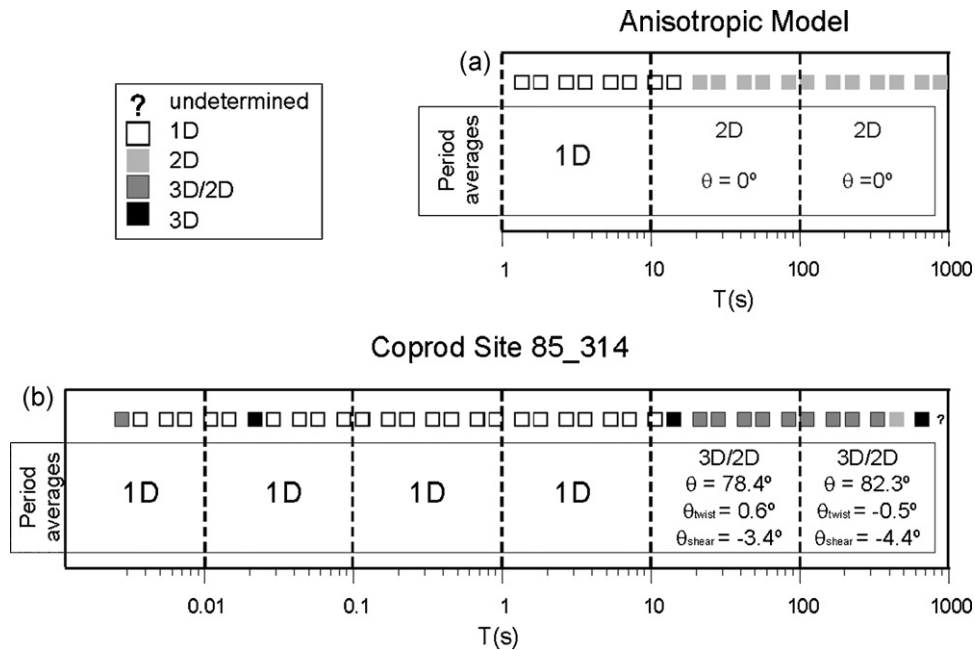 Anisotropic Model
(a)
? undetermined
1D
2D
3D/2D
3D
Period averages
1D
2D
θ = 0º
2D
θ =0º
1 10 100 1000
T(s)
Coprod Site 85_314
(b)
?
Period averages
1D
1D
1D
1D
3D/2D
θ = 78.4º
θtwist = 0.6º
θshear = -3.4º
3D/2D
θ = 82.3º
θtwist = -0.5º
θshear = -4.4º
0.01 0.1 1 10 100 1000
T(s)